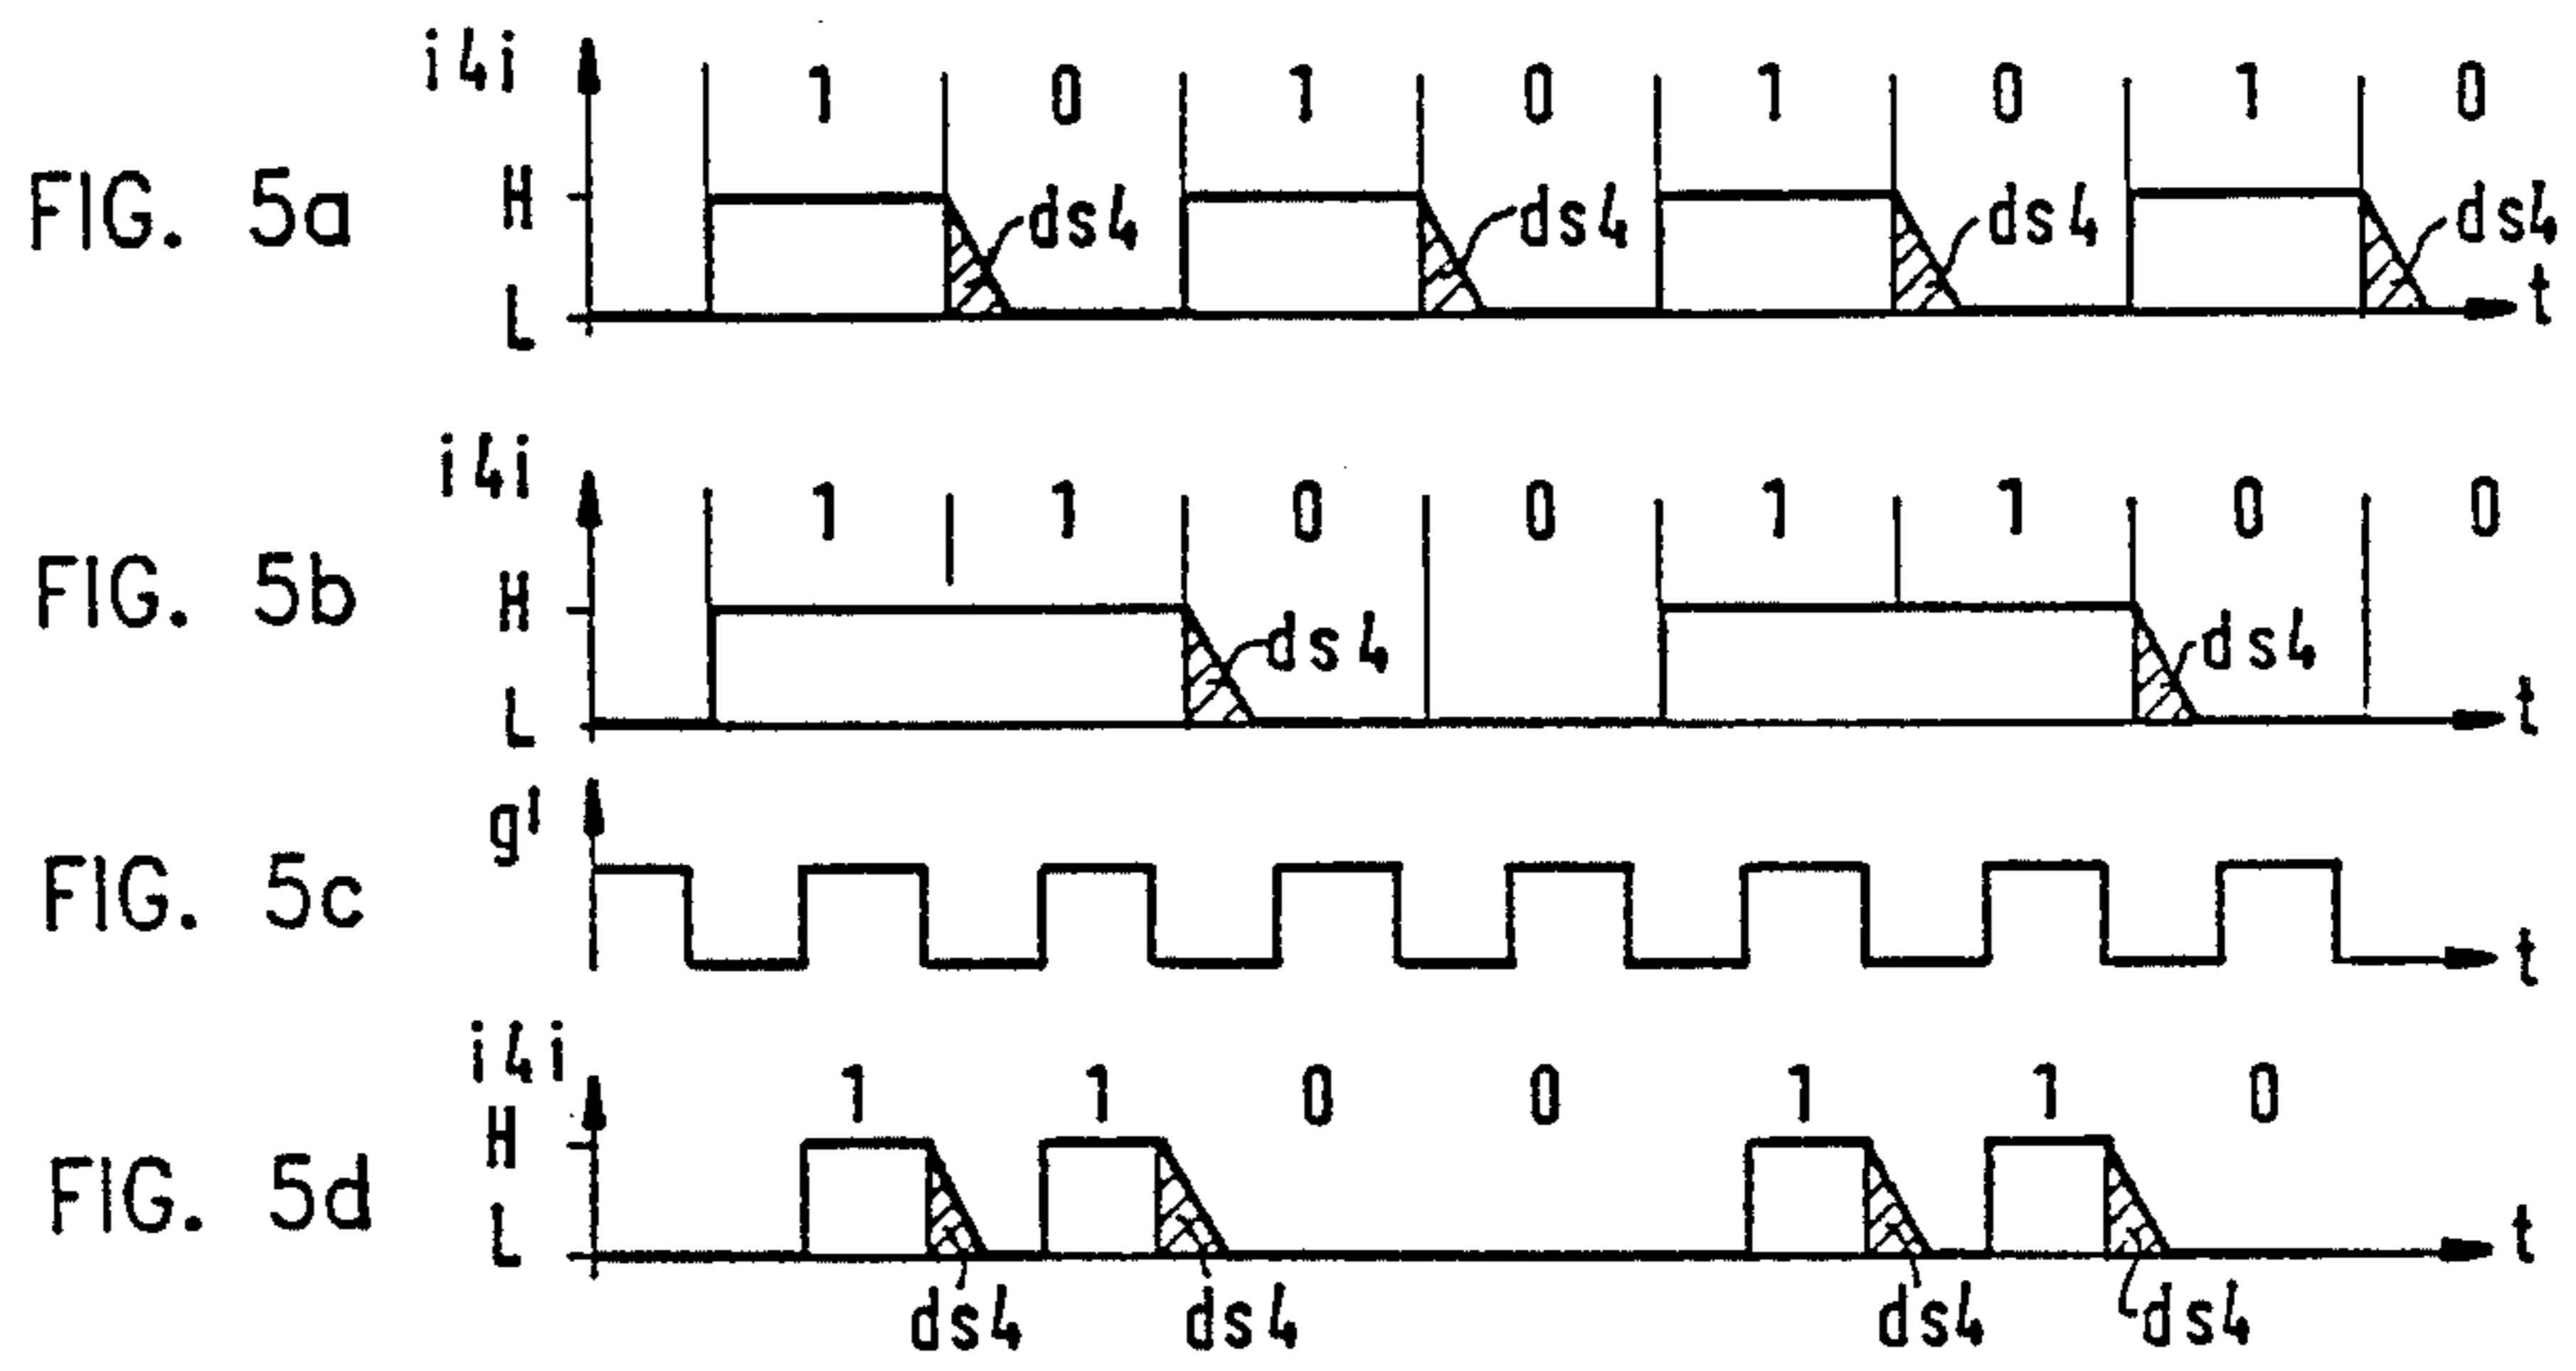 i4i
1 0 1 0 1 0 1 0
FIG. 5a
H
ds4 ds4 ds4 ds4
L
t
i4i
1 1 0 0 1 1 0 0
FIG. 5b
H
ds4 ds4
L
t
g'
FIG. 5c
t
i4i
1 1 0 0 1 1 0
H
FIG. 5d
L
t
ds4 ds4 ds4 ds4